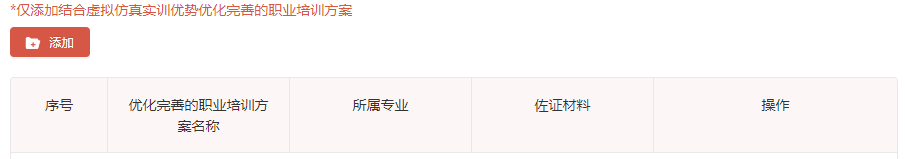 *仅添加结合虚拟仿真实训优势优化完善的职业培训方案
添加
序号
优化完善的职业培训方
案名称
所属专业
佐证材料
操作